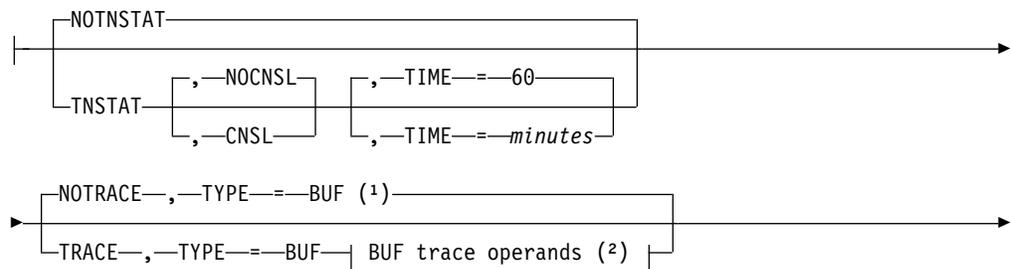 NOTNSTAT
, NOCNSL , TIME = 60
TNSTAT
, CNSL , TIME = minutes
NOTRACE , TYPE = BUF (1)
TRACE , TYPE = BUF BUF trace operands (2)